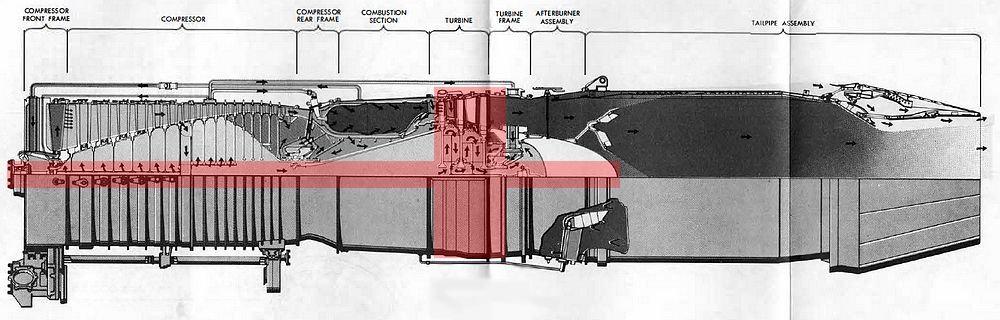 COMPRESSOR
FRONT FRAME
COMPRESSOR
COMPRESSOR
REAR FRAME
COMBUSTION
SECTION
TURBINE
TURBINE
FRAME
AFTERBURNER
ASSEMBLY
TAILPIPE ASSEMBLY